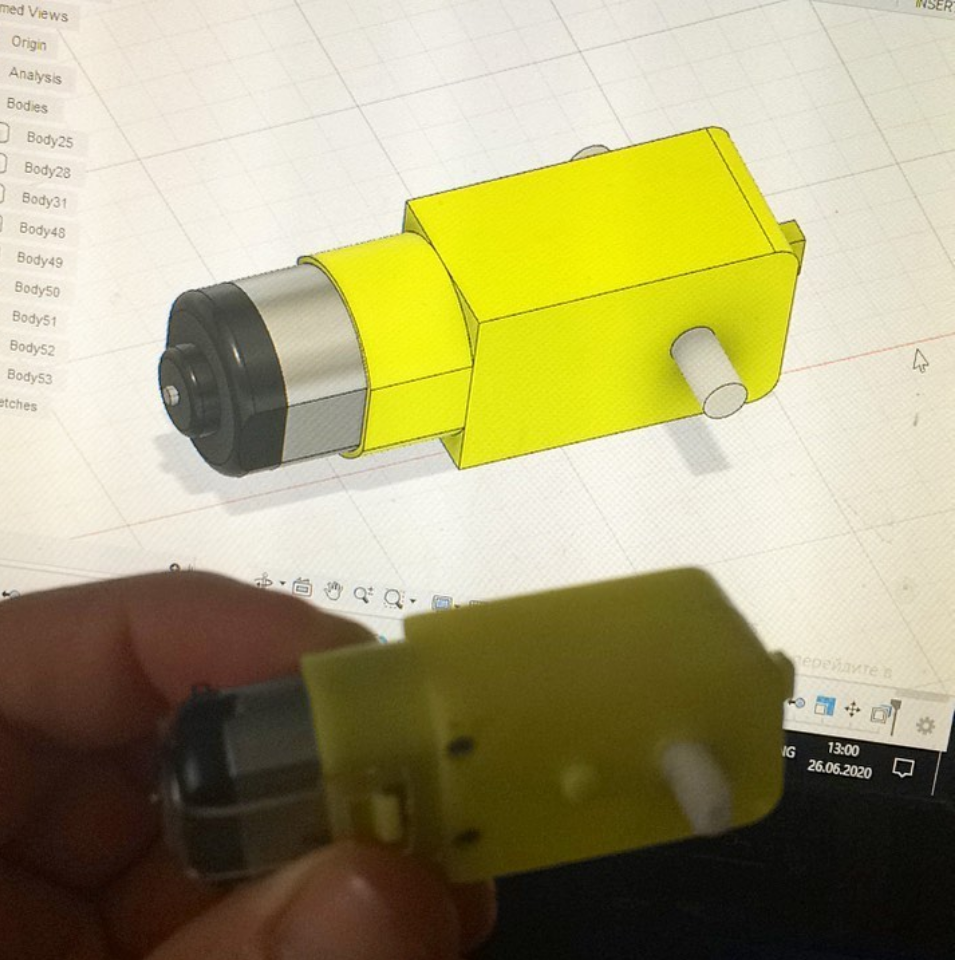 med Views
INSER
Origin
Analysis
Bodies
Body25
Body28
Body31
Body48
Body49
Body50
Body51
Body52
Body53
etches
ерейдите в
NG
13:00
26.06.2020